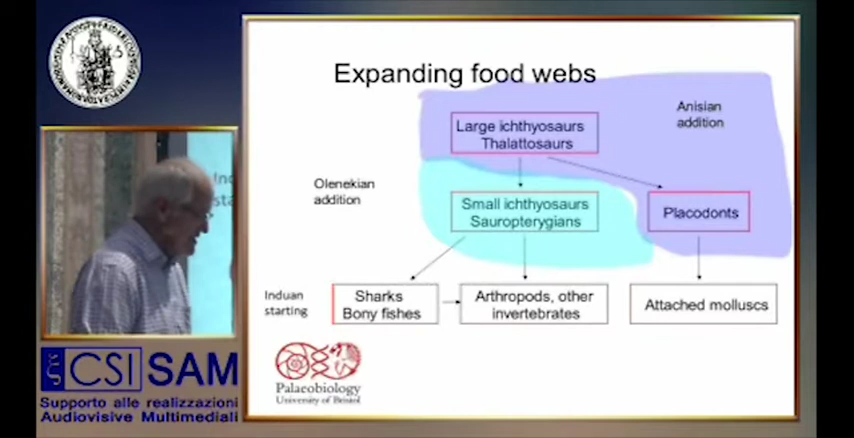 Expanding food webs
Anisian
addition
Large ichthyosaurs
Thalattosaurs
Olenekian
addition
Small ichthyosaurs
Sauropterygians
Placodonts
Induan
starting
Sharks
Bony fishes
Arthropods, other
invertebrates
Attached molluscs
Palaeobiology
University of Bristol
CSI SAM
Supporto alle realizzazioni
Audiovisive Multimediali